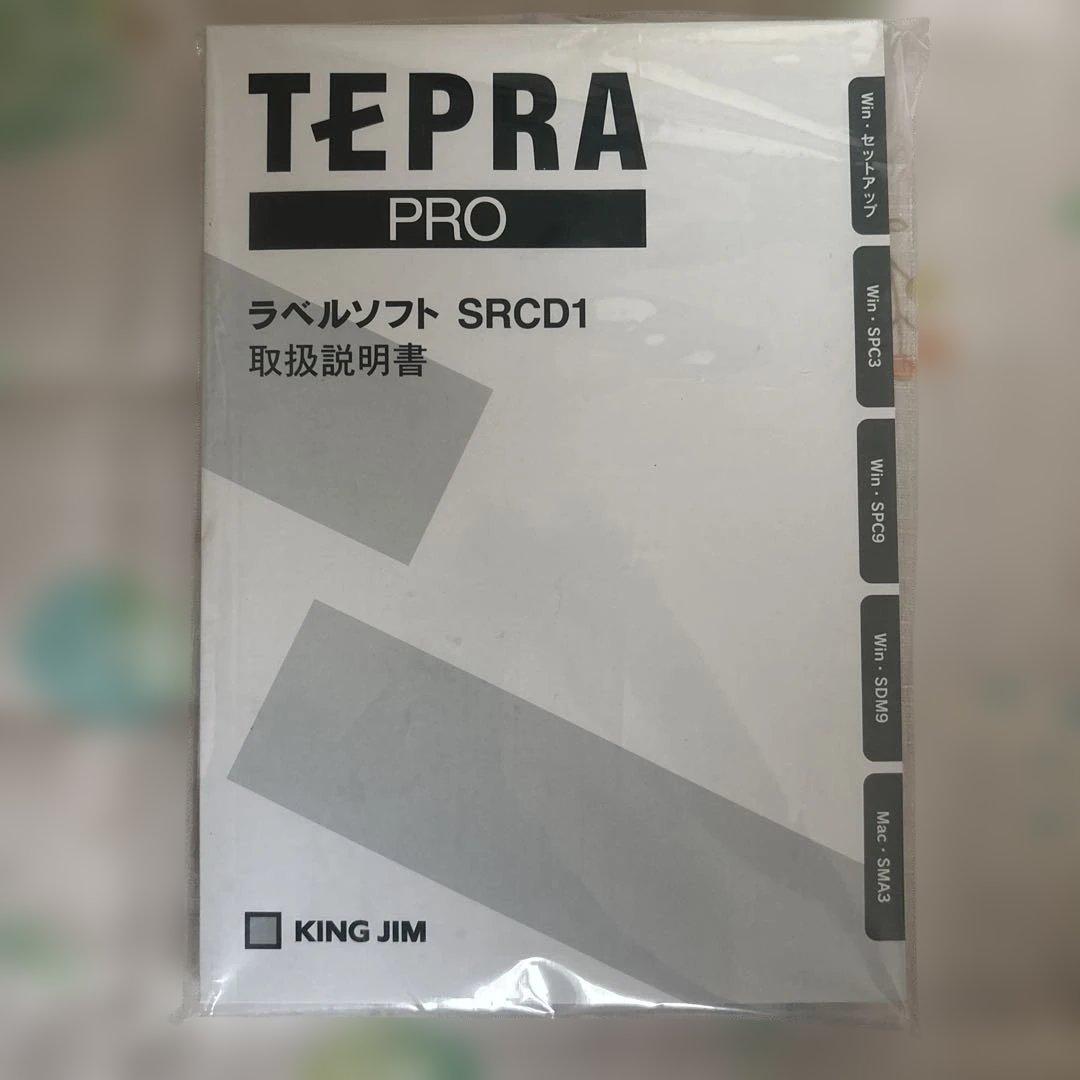 TEPRA
PRO
ラベルソフト SRCD1
取扱説明書
Win・セットアップ
Win・SPC3
Win・SPC9
Win・SDM9
Mac・SMA3
KING JIM